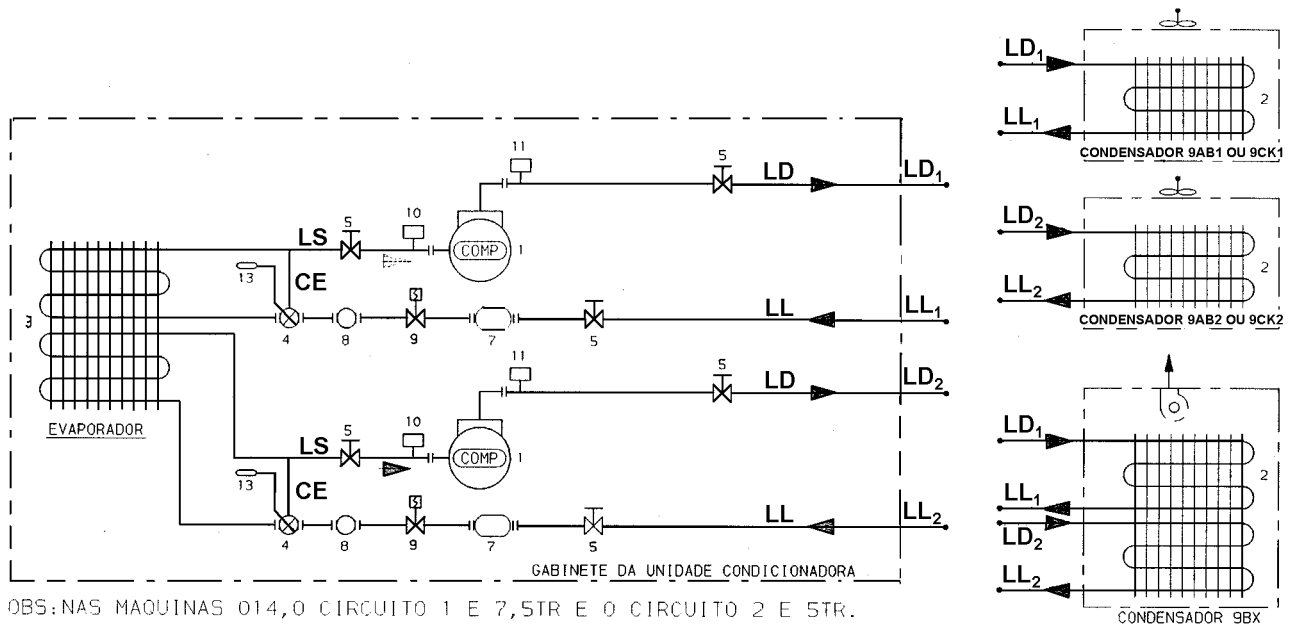 LD₁
2
LL₁
CONDENSADOR 9AB1 OU 9CK1
11
5
LD
LD₁
10
5
LS
COMP
1
13
CE
4
8
9
7
5
LL
LL₁
LD₂
2
LL₂
CONDENSADOR 9AB2 OU 9CK2
EVAPORADOR
11
5
LD
LD₂
10
5
LS
COMP
1
13
CE
4
8
9
7
5
LL
LL₂
GABINETE DA UNIDADE CONDICIONADORA
LD₁
2
LL₁
LD₂
LL₂
CONDENSADOR 9BX
OBS:NAS MAQUINAS 014,O CIRCUITO 1 E 7,5TR E O CIRCUITO 2 E 5TR.